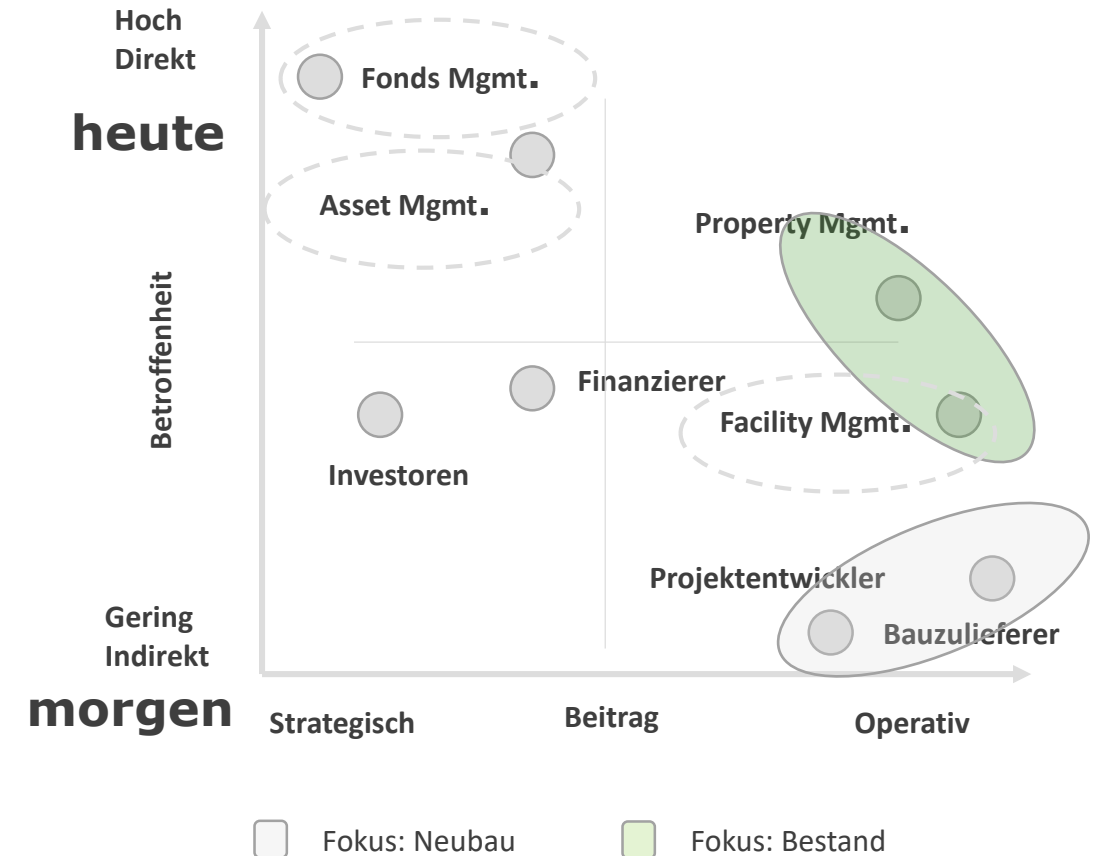 Hoch
Direkt
heute
Fonds Mgmt.
Asset Mgmt.
Property Mgmt.
Betroffenheit
Finanzierer
Facility Mgmt.
Investoren
Projektentwickler
Bauzulieferer
Gering
Indirekt
morgen
Strategisch
Beitrag
Operativ
Fokus: Neubau
Fokus: Bestand